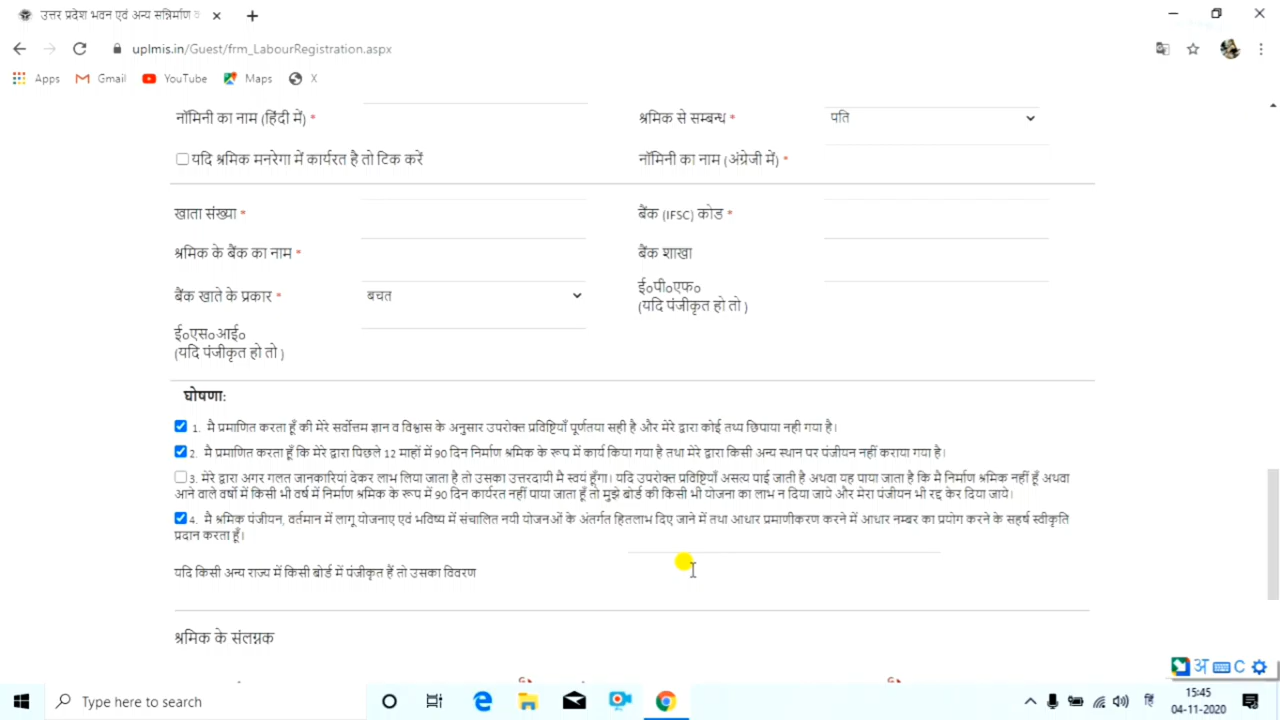 उत्तर प्रदेश भवन एवं अन्य सन्निर्माण क
uplmis.in/Guest/frm_LabourRegistration.aspx
Apps Gmail YouTube Maps X
नॉमिनी का नाम (हिंदी में) * श्रमिक से सम्बन्ध * पति
यदि श्रमिक मनरेगा में कार्यरत है तो टिक करें नॉमिनी का नाम (अंग्रेजी में) *
खाता संख्या * बैंक (IFSC) कोड *
श्रमिक के बैंक का नाम * बैंक शाखा
बैंक खाते के प्रकार * बचत ई०पी०एफ०
(यदि पंजीकृत हो तो )
ई०एस०आई०
(यदि पंजीकृत हो तो )
घोषणा:
1. मै प्रमाणित करता हूँ की मेरे सर्वोत्तम ज्ञान व विश्वास के अनुसार उपरोक्त प्रविष्टियाँ पूर्णतया सही है और मेरे द्वारा कोई तथ्य छिपाया नही गया है।
2. मै प्रमाणित करता हूँ कि मेरे द्वारा पिछले 12 माहों में 90 दिन निर्माण श्रमिक के रूप में कार्य किया गया है तथा मेरे द्वारा किसी अन्य स्थान पर पंजीयन नहीं कराया गया है।
3. मेरे द्वारा अगर गलत जानकारियां देकर लाभ लिया जाता है तो उसका उत्तरदायी मै स्वयं हूँगा। यदि उपरोक्त प्रविष्टियाँ असत्य पाई जाती है अथवा यह पाया जाता है कि मै निर्माण श्रमिक नहीं हूँ अथवा
आने वाले वर्षो में किसी भी वर्ष में निर्माण श्रमिक के रूप में 90 दिन कार्यरत नहीं पाया जाता हूँ तो मुझे बोर्ड की किसी भी योजना का लाभ न दिया जाये और मेरा पंजीयन भी रद्द केर दिया जाये।
4. मै श्रमिक पंजीयन, वर्तमान में लागू योजनाए एवं भविष्य में संचालित नयी योजनओं के अंतर्गत हितलाभ दिए जाने में तथा आधार प्रमाणीकरण करने में आधार नम्बर का प्रयोग करने के सहर्ष स्वीकृति
प्रदान करता हूँ।
यदि किसी अन्य राज्य में किसी बोर्ड में पंजीकृत हैं तो उसका विवरण
श्रमिक के संलग्नक
अ
Type here to search हिं 15:45
04-11-2020